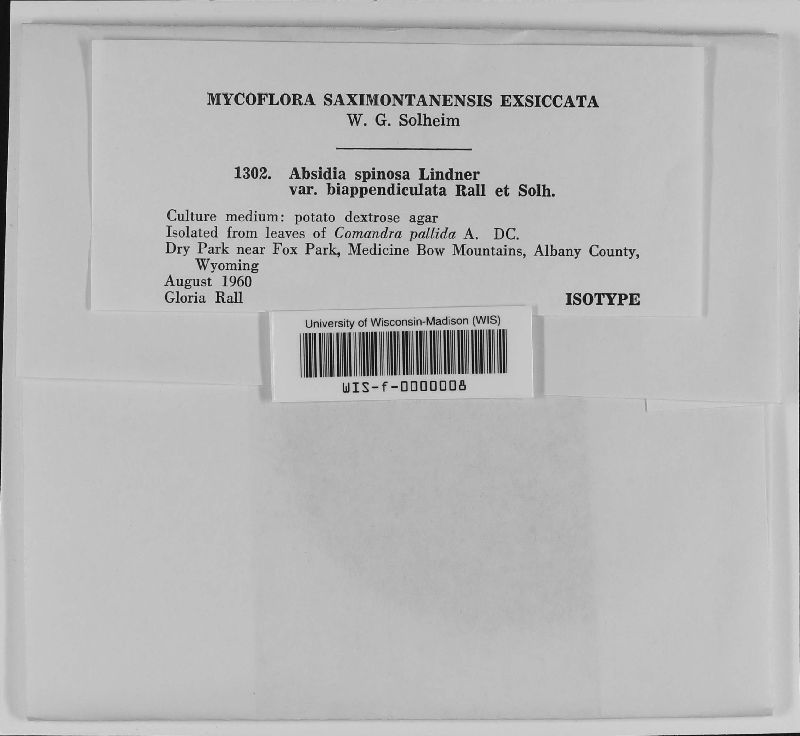 MYCOFLORA SAXIMONTANENSIS EXSICCATA
W. G. Solheim
1302. Absidia spinosa Lindner
var. biappendiculata Rall et Solh.
Culture medium: potato dextrose agar
Isolated from leaves of Comandra pallida A. DC.
Dry Park near Fox Park, Medicine Bow Mountains, Albany County,
Wyoming
August 1960
Gloria Rall
ISOTYPE
University of Wisconsin-Madison (WIS)
WIS-f-0000008